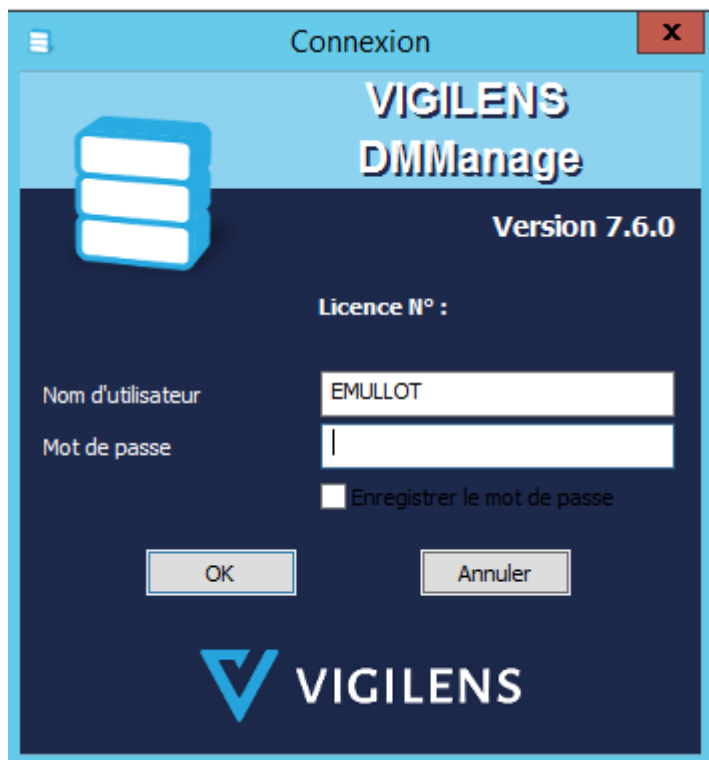 Connexion
x
VIGILENS
DMManage
Version 7.6.0
Licence N° :
Nom d'utilisateur
EMULLOT
Mot de passe
Enregistrer le mot de passe
OK
Annuler
VIGILENS